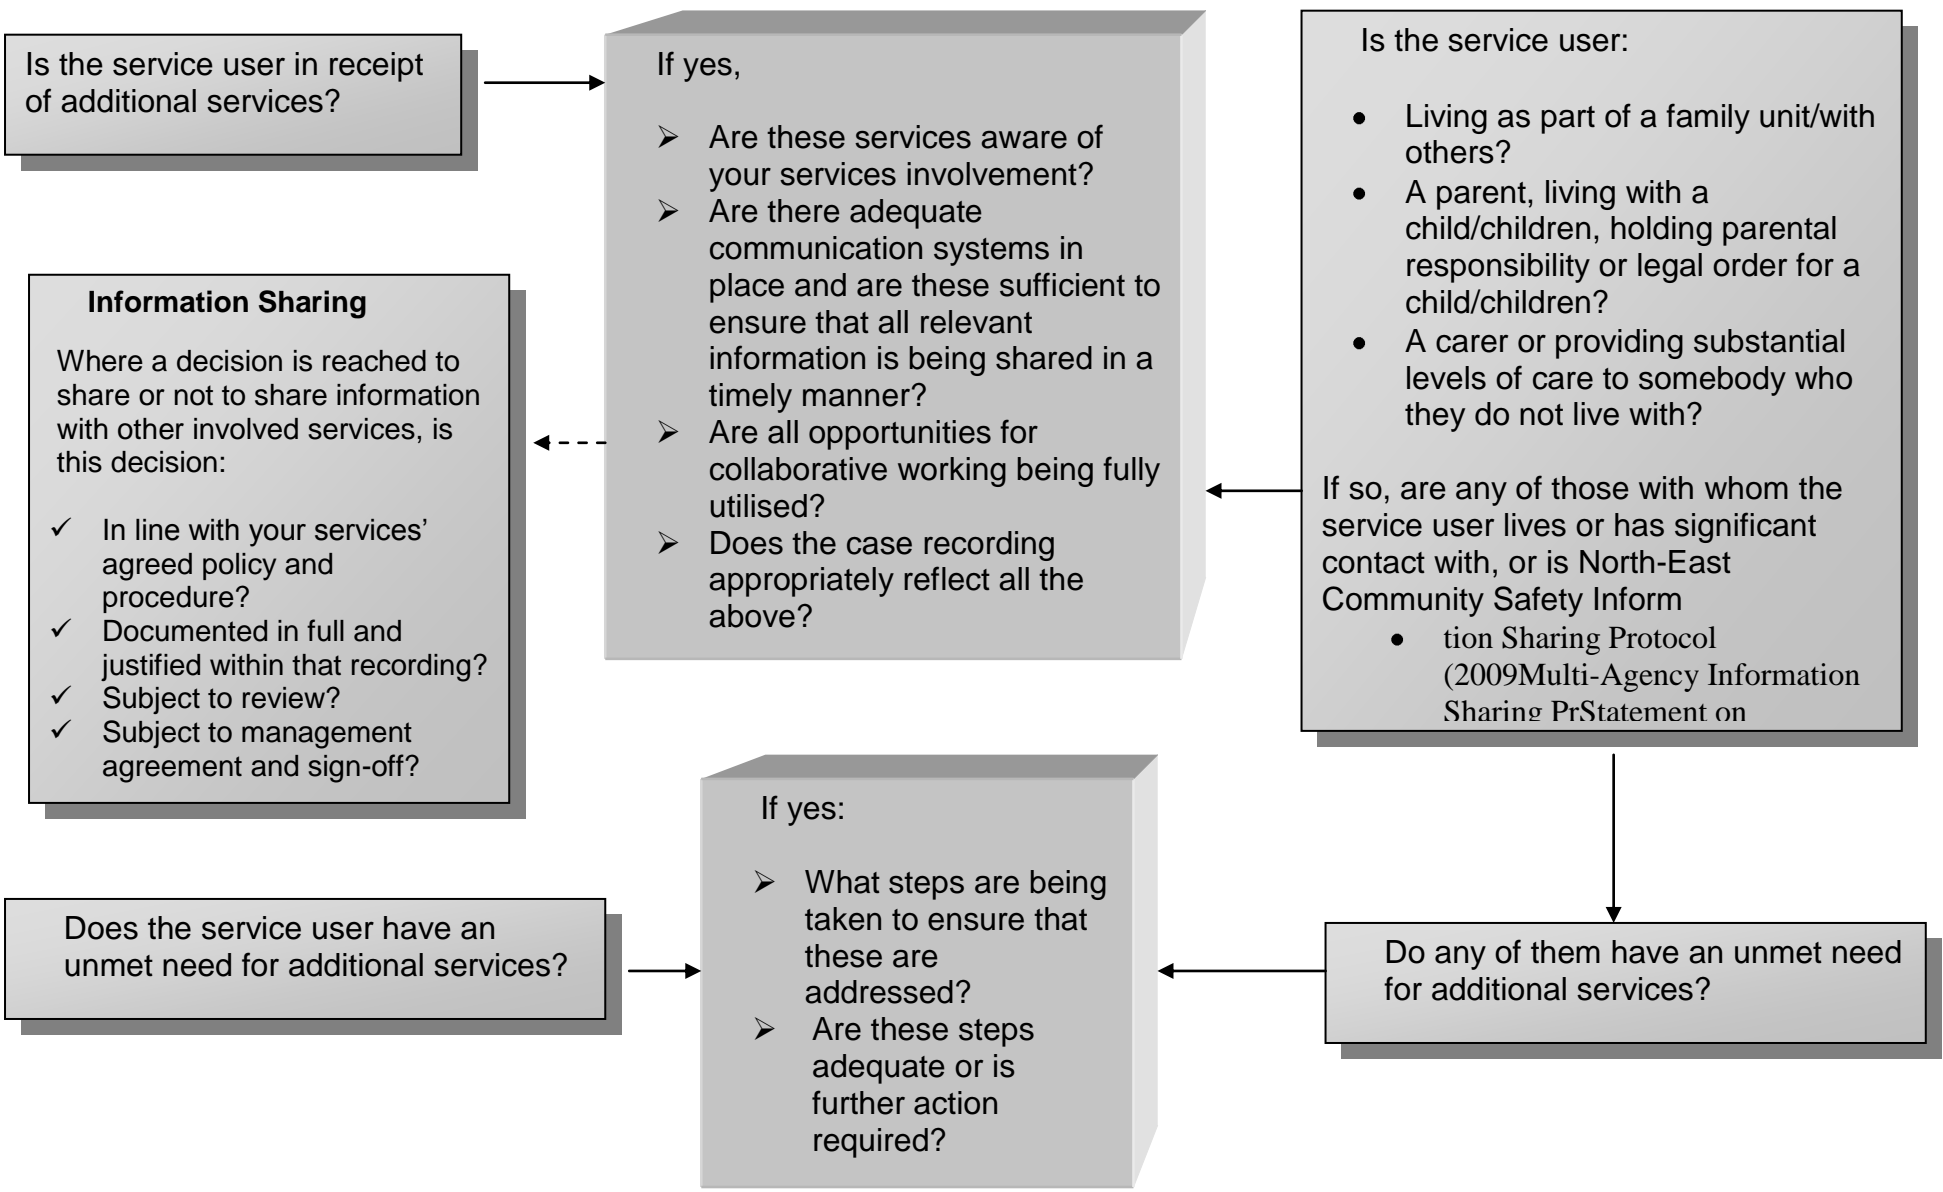 Is the service user in receipt
of additional services?
If yes,
➢ Are these services aware of
your services involvement?
➢ Are there adequate
communication systems in
place and are these sufficient to
ensure that all relevant
information is being shared in a
timely manner?
➢ Are all opportunities for
collaborative working being fully
utilised?
➢ Does the case recording
appropriately reflect all the
above?
Is the service user:
• Living as part of a family unit/with
others?
• A parent, living with a
child/children, holding parental
responsibility or legal order for a
child/children?
• A carer or providing substantial
levels of care to somebody who
they do not live with?
If so, are any of those with whom the
service user lives or has significant
contact with, or is North-East
Community Safety Inform
• tion Sharing Protocol
(2009Multi-Agency Information
Sharing PrStatement on
Information Sharing
Where a decision is reached to
share or not to share information
with other involved services, is
this decision:
✓ In line with your services’
agreed policy and
procedure?
✓ Documented in full and
justified within that recording?
✓ Subject to review?
✓ Subject to management
agreement and sign-off?
If yes:
➢ What steps are being
taken to ensure that
these are
addressed?
➢ Are these steps
adequate or is
further action
required?
Does the service user have an
unmet need for additional services?
Do any of them have an unmet need
for additional services?